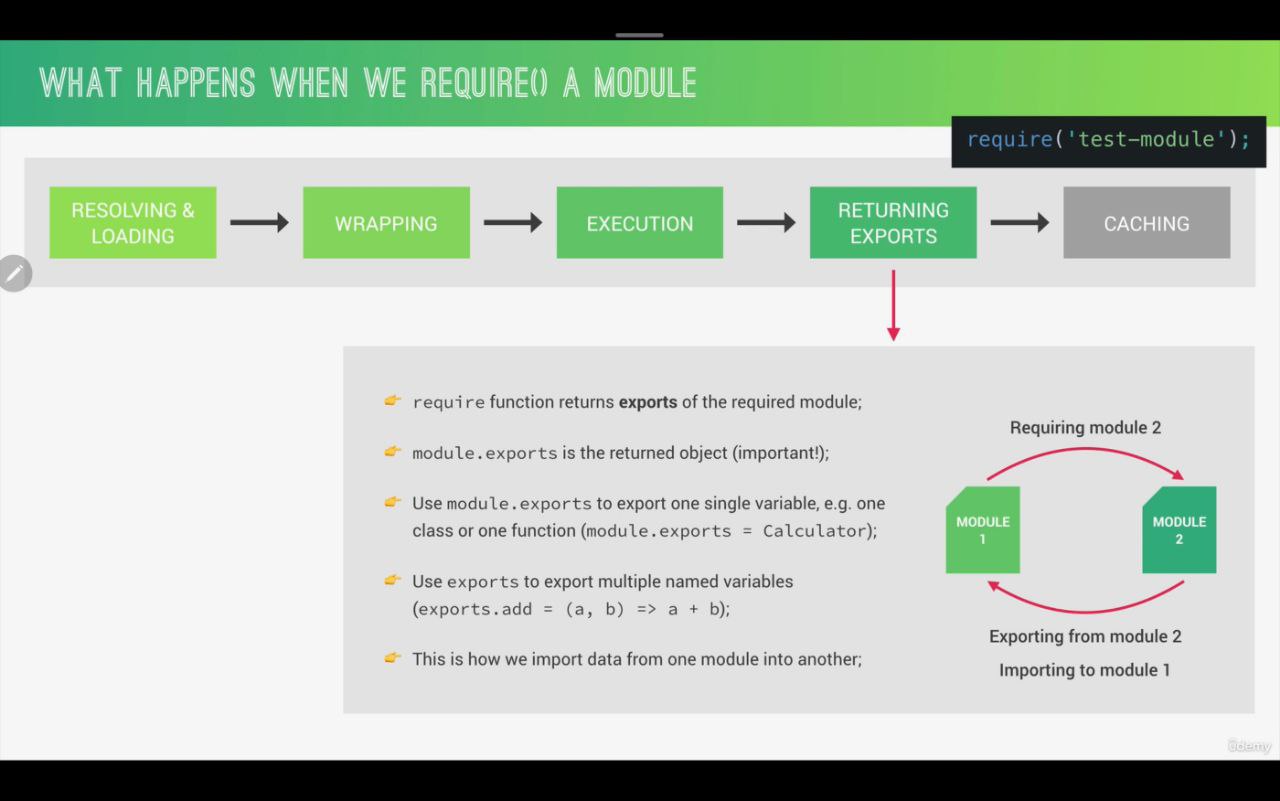 WHAT HAPPENS WHEN WE REQUIRE() A MODULE
require('test-module');
RESOLVING &
LOADING
WRAPPING
EXECUTION
RETURNING
EXPORTS
CACHING
👉 require function returns exports of the required module;
👉 module.exports is the returned object (important!);
👉 Use module.exports to export one single variable, e.g. one
class or one function (module.exports = Calculator);
👉 Use exports to export multiple named variables
(exports.add = (a, b) => a + b);
👉 This is how we import data from one module into another;
Requiring module 2
MODULE
1
MODULE
2
Exporting from module 2
Importing to module 1
ûdemy